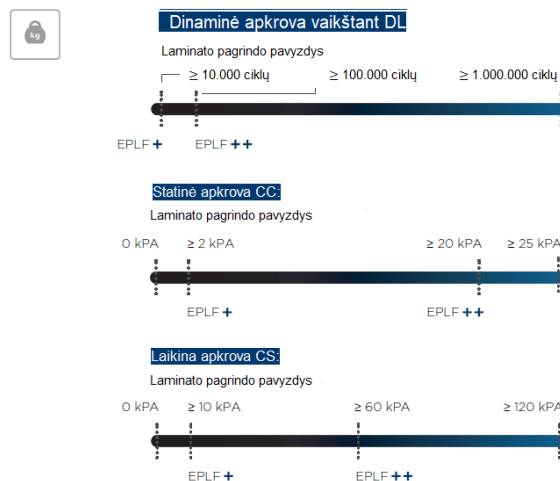 kg
Dinaminė apkrova vaikštant DL
Laminato pagrindo pavyzdys
≥ 10.000 ciklų ≥ 100.000 ciklų ≥ 1.000.000 ciklų
EPLF + EPLF ++
Statinė apkrova CC:
Laminato pagrindo pavyzdys
0 kPA ≥ 2 kPA ≥ 20 kPA ≥ 25 kPA
EPLF + EPLF ++
Laikina apkrova CS:
Laminato pagrindo pavyzdys
0 kPA ≥ 10 kPA ≥ 60 kPA ≥ 120 kPA
EPLF + EPLF ++